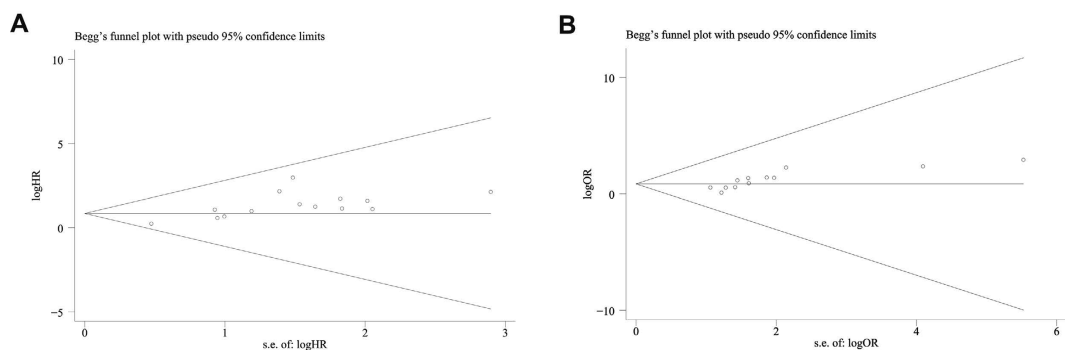 A
Begg's funnel plot with pseudo 95% confidence limits
10
5
0
−5
logHR
0 1 2 3
s.e. of: logHR
B
Begg's funnel plot with pseudo 95% confidence limits
10
0
−10
logOR
0 2 4 6
s.e. of: logOR